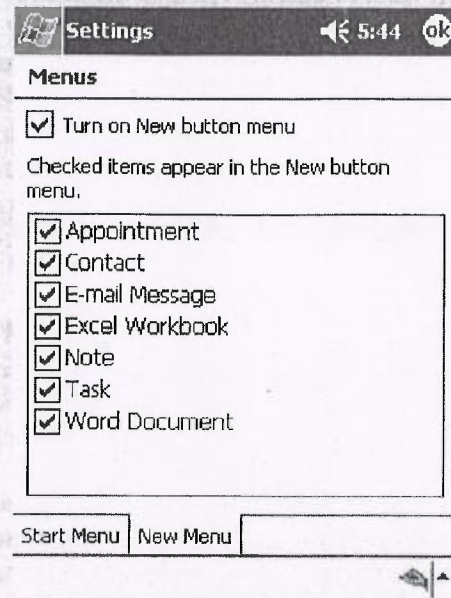 Settings 5:44 ok
Menus
Turn on New button menu
Checked items appear in the New button
menu.
Appointment
Contact
E-mail Message
Excel Workbook
Note
Task
Word Document
Start Menu New Menu